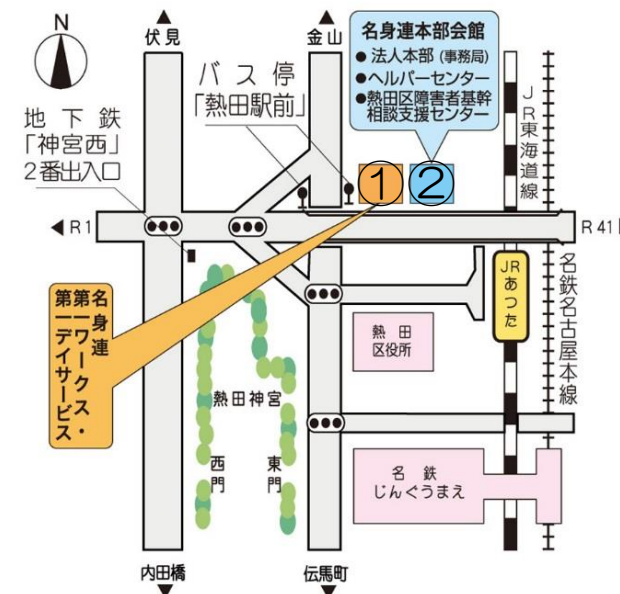 N
伏見
金山
名身連本部会館
● 法人本部 (事務局)
●ヘルパーセンター
●熱田区障害者基幹
相談支援センター
バス停
「熱田駅前」
地下鉄
「神宮西」
2番出入口
JR東海道線
① ②
R1
R41
JRあつた
名鉄名古屋本線
名身連
第一ワークス・
第一デイサービス
熱田
区役所
熱田神宮
西門
東門
名鉄
じんぐうまえ
内田橋
伝馬町